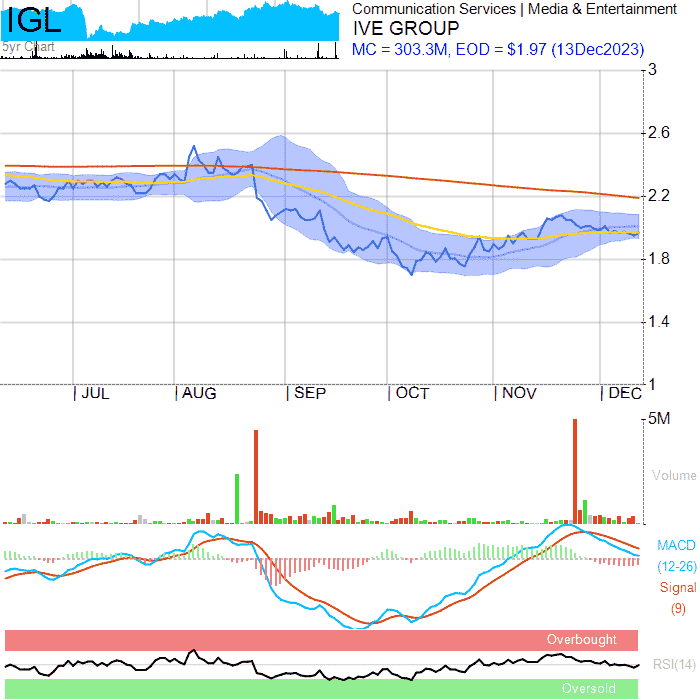 IGL
5yr Chart
Communication Services | Media & Entertainment
IVE GROUP
MC = 303.3M, EOD = $1.97 (13Dec2023)
3
2.6
2.2
1.8
1.4
1
| JUL | AUG | SEP | OCT | NOV | DEC
5M
Volume
MACD
(12-26)
Signal
(9)
Overbought
RSI(14)
Oversold